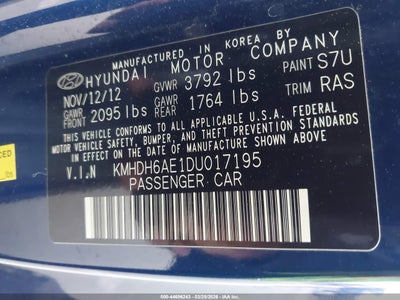 MANUFACTURED IN KOREA BY
HYUNDAI MOTOR COMPANY
NOV/12/12 GVWR 3792 lbs PAINT S7U
GAWR FRONT 2095 lbs GAWR REAR 1764 lbs TRIM RAS
THIS VEHICLE CONFORMS TO ALL APPLICABLE U.S.A. FEDERAL
MOTOR VEHICLE SAFETY, BUMPER, AND THEFT PREVENTION
STANDARDS IN EFFECT ON THE DATE OF MANUFACTURE SHOWN ABOVE.
V.I.N KMHDH6AE1DU017195
PASSENGER CAR